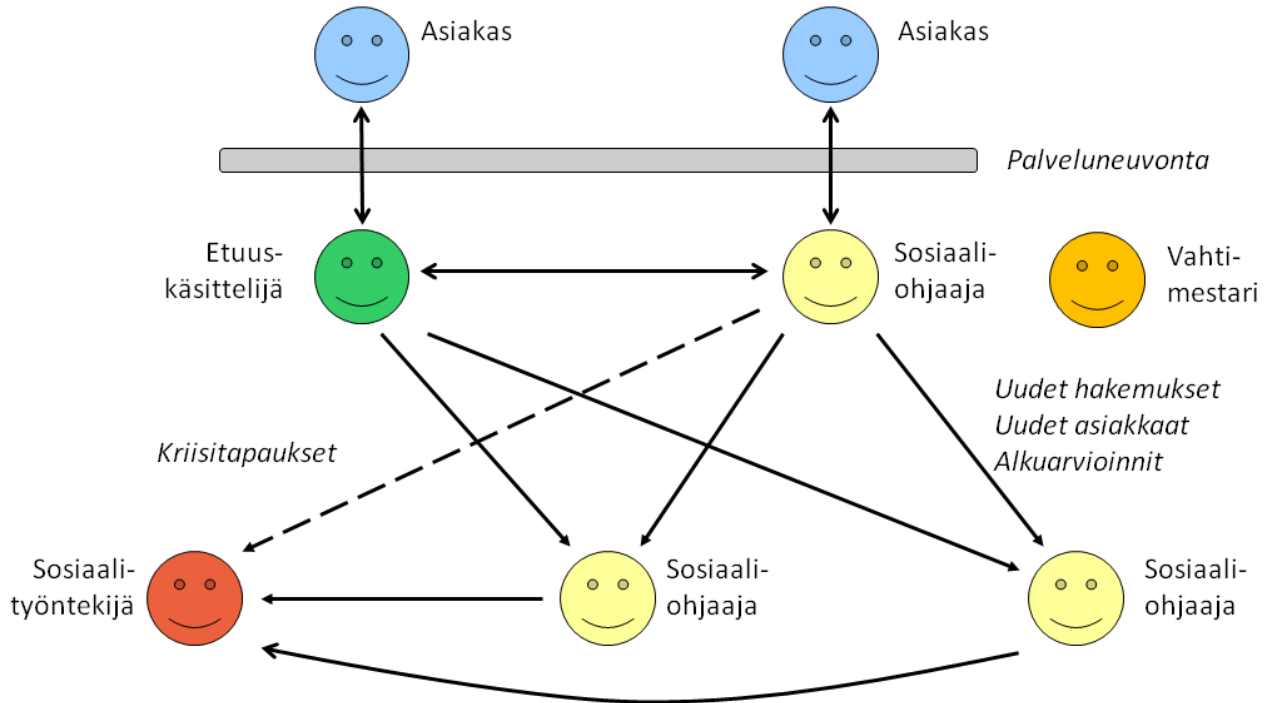 Asiakas
Asiakas
Palveluneuvonta
Etuus-
käsittelijä
Sosiaali-
ohjaaja
Vahti-
mestari
Uudet hakemukset
Uudet asiakkaat
Alkuarvioinnit
Kriisitapaukset
Sosiaali-
työntekijä
Sosiaali-
ohjaaja
Sosiaali-
ohjaaja